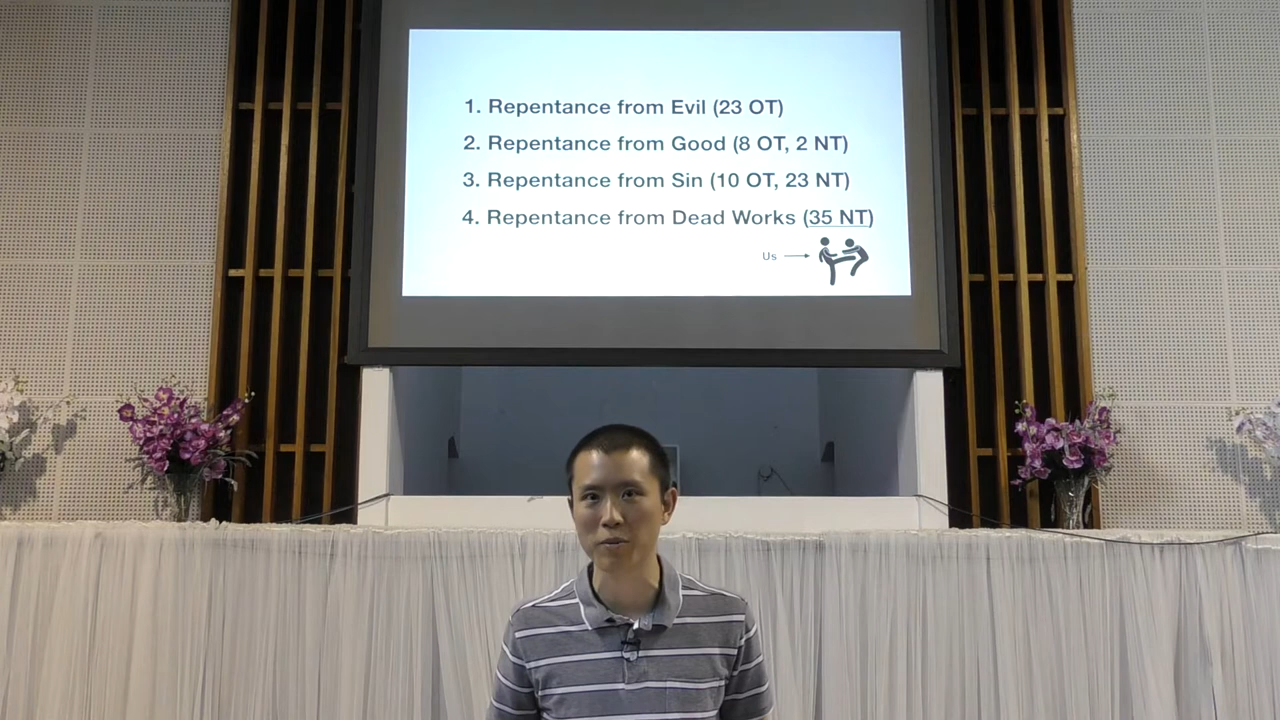 1. Repentance from Evil (23 OT)
2. Repentance from Good (8 OT, 2 NT)
3. Repentance from Sin (10 OT, 23 NT)
4. Repentance from Dead Works (35 NT)
Us